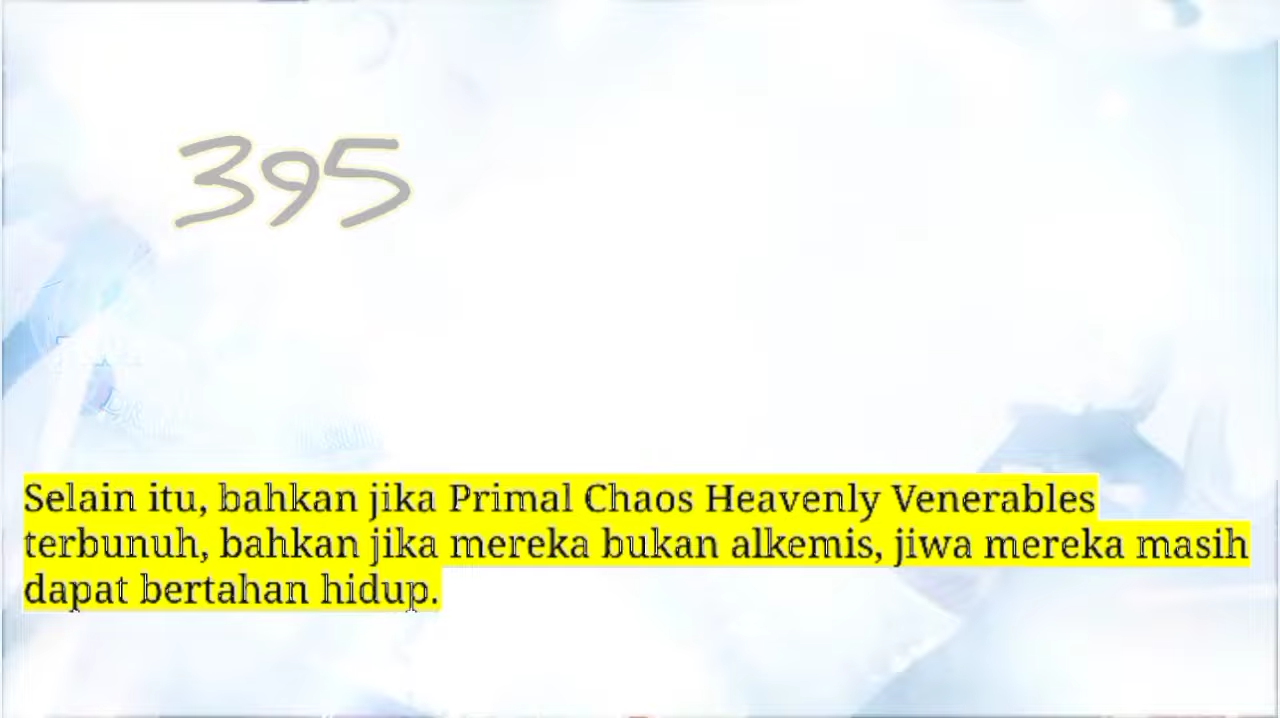 395
Selain itu, bahkan jika Primal Chaos Heavenly Venerables
terbunuh, bahkan jika mereka bukan alkemis, jiwa mereka masih
dapat bertahan hidup.